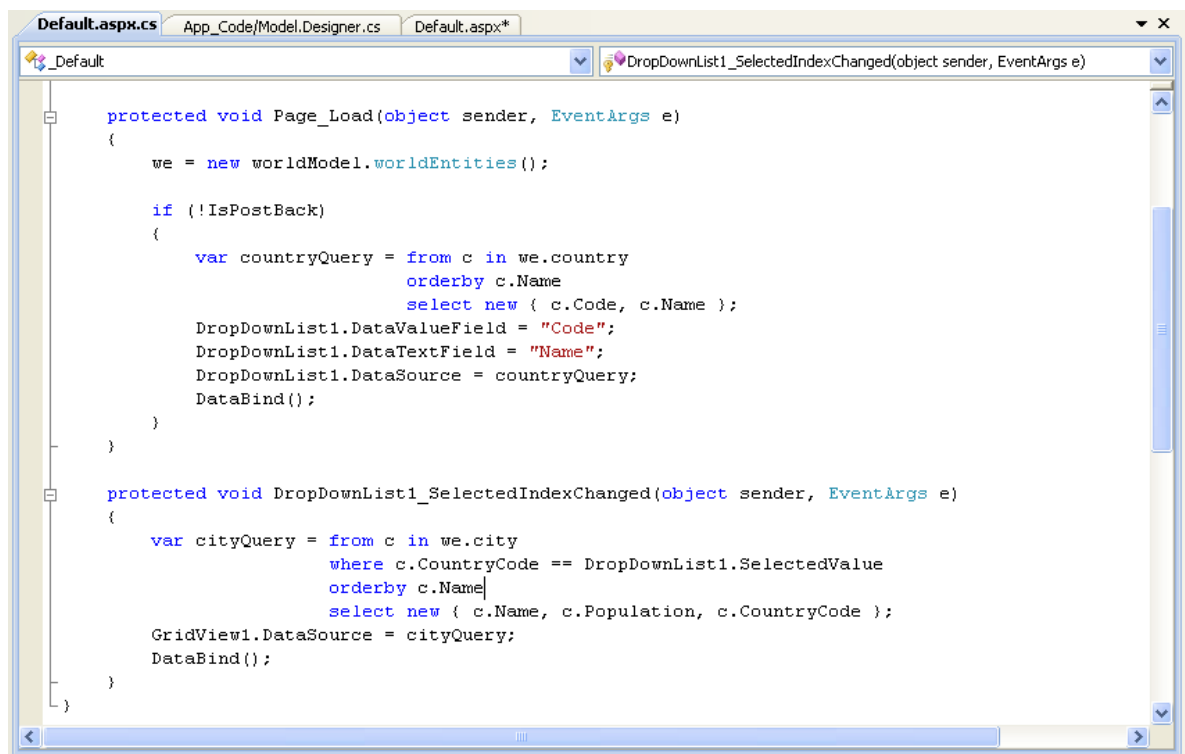 Default.aspx.cs App_Code/Model.Designer.cs Default.aspx*
_Default DropDownList1_SelectedIndexChanged(object sender, EventArgs e)
protected void Page_Load(object sender, EventArgs e)
{
we = new worldModel.worldEntities();
if (!IsPostBack)
{
var countryQuery = from c in we.country
orderby c.Name
select new { c.Code, c.Name };
DropDownList1.DataValueField = "Code";
DropDownList1.DataTextField = "Name";
DropDownList1.DataSource = countryQuery;
DataBind();
}
}
protected void DropDownList1_SelectedIndexChanged(object sender, EventArgs e)
{
var cityQuery = from c in we.city
where c.CountryCode == DropDownList1.SelectedValue
orderby c.Name
select new { c.Name, c.Population, c.CountryCode };
GridView1.DataSource = cityQuery;
DataBind();
}
}